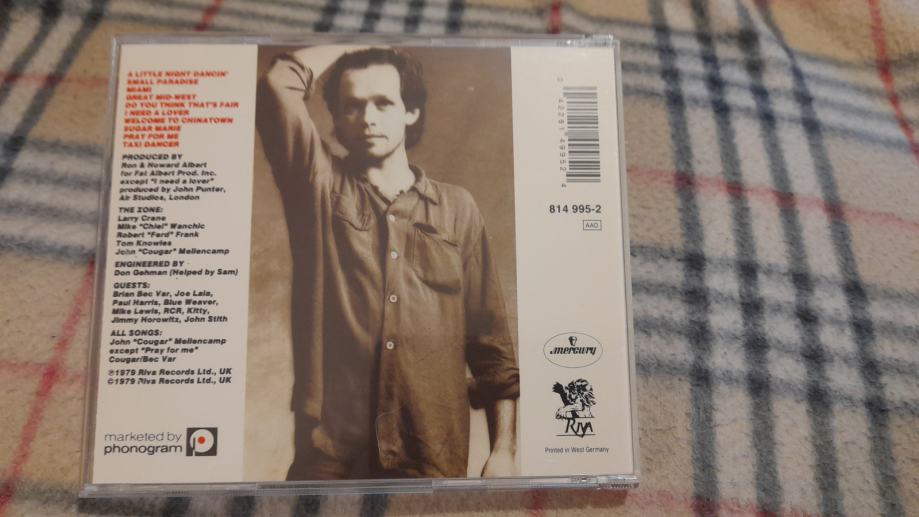 A LITTLE NIGHT DANCIN'
SMALL PARADISE
MIAMI
GREAT MID-WEST
DO YOU THINK THAT'S FAIR
I NEED A LOVER
WELCOME TO CHINATOWN
SUGAR MARIE
PRAY FOR ME
TAXI DANCER
PRODUCED BY
Ron & Howard Albert
for Fat Albert Prod. Inc.
except "I need a lover"
produced by John Punter,
Air Studios, London
THE ZONE:
Larry Crane
Mike "Chief" Wanchic
Robert "Ferd" Frank
Tom Knowles
John "Cougar" Mellencamp
ENGINEERED BY
Don Gehman (Helped by Sam)
GUESTS:
Brian Bec Var, Joe Lala,
Paul Harris, Blue Weaver,
Mike Lewis, RCR, Kitty,
Jimmy Horowitz, John Stith
ALL SONGS:
John "Cougar" Mellencamp
except "Pray for me"
Cougar/Bec Var
℗1979 Riva Records Ltd., UK
©1979 Riva Records Ltd., UK
marketed by
phonogram
0 42281 49952 4
814 995-2
AAD
mercury
RIVA
Printed in West Germany